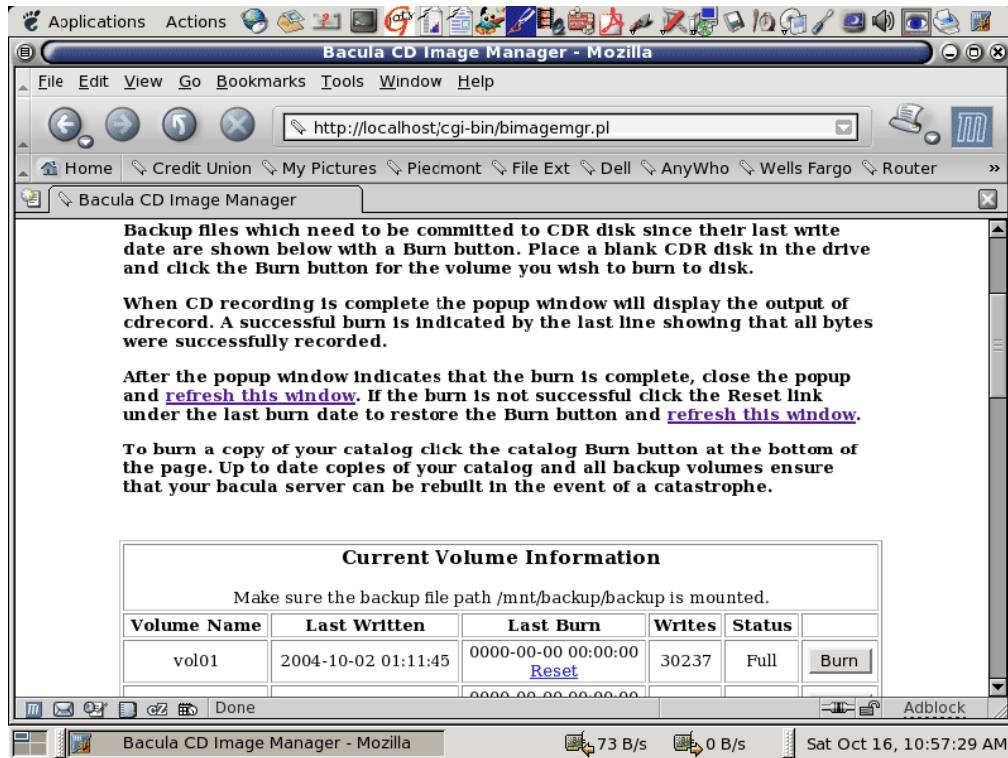 Applications Actions
Bacula CD Image Manager - Mozilla
File Edit View Go Bookmarks Tools Window Help
http://localhost/cgi-bin/bimagemgr.pl
Home Credit Union My Pictures Piedmont File Ext Dell AnyWho Wells Fargo Router »
Bacula CD Image Manager
Backup files which need to be committed to CDR disk since their last write
date are shown below with a Burn button. Place a blank CDR disk in the drive
and click the Burn button for the volume you wish to burn to disk.
When CD recording is complete the popup window will display the output of
cdrecord. A successful burn is indicated by the last line showing that all bytes
were successfully recorded.
After the popup window indicates that the burn is complete, close the popup
and refresh this window. If the burn is not successful click the Reset link
under the last burn date to restore the Burn button and refresh this window.
To burn a copy of your catalog click the catalog Burn button at the bottom of
the page. Up to date copies of your catalog and all backup volumes ensure
that your bacula server can be rebuilt in the event of a catastrophe.
Current Volume Information
Make sure the backup file path /mnt/backup/backup is mounted.
Volume Name Last Written Last Burn Writes Status
vol01 2004-10-02 01:11:45 0000-00-00 00:00:00 30237 Full Burn
Reset
0000-00-00 00:00:00
Done Adblock
Bacula CD Image Manager - Mozilla 73 B/s 0 B/s Sat Oct 16, 10:57:29 AM